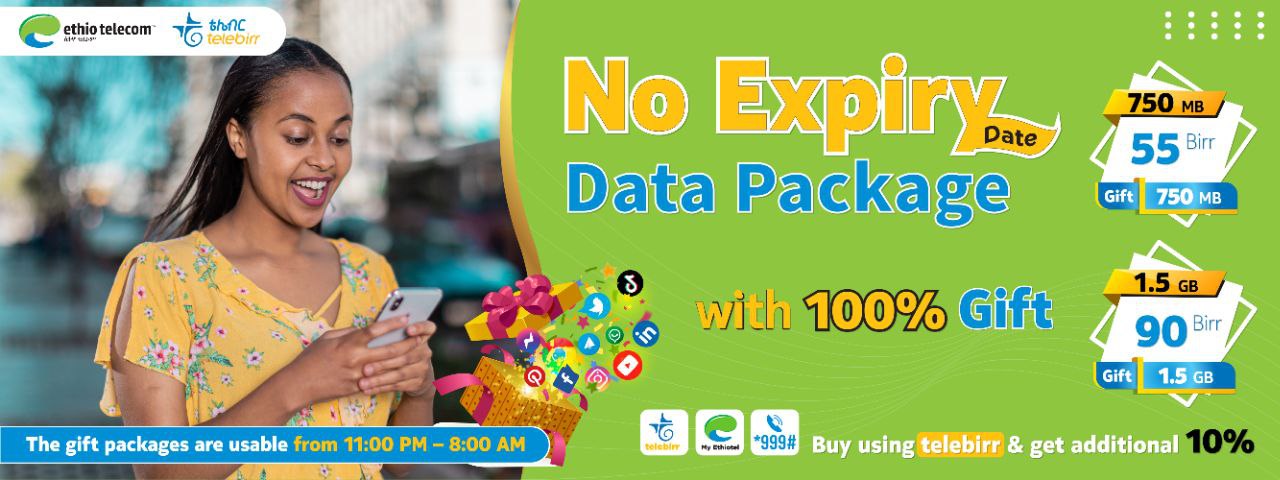 ethio telecom
ቴሌብር
telebirr
No Expiry
Date
Data Package
with 100% Gift
750 MB
55 Birr
Gift 750 MB
1.5 GB
90 Birr
Gift 1.5 GB
The gift packages are usable from 11:00 PM – 8:00 AM
telebirr
My Ethiotel
*999#
Buy using telebirr & get additional 10%